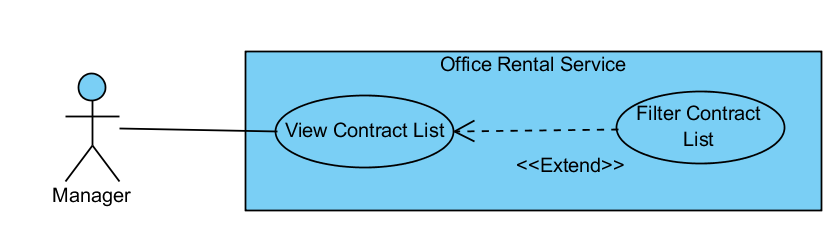 Office Rental Service
View Contract List
Filter Contract
List
<<Extend>>
Manager